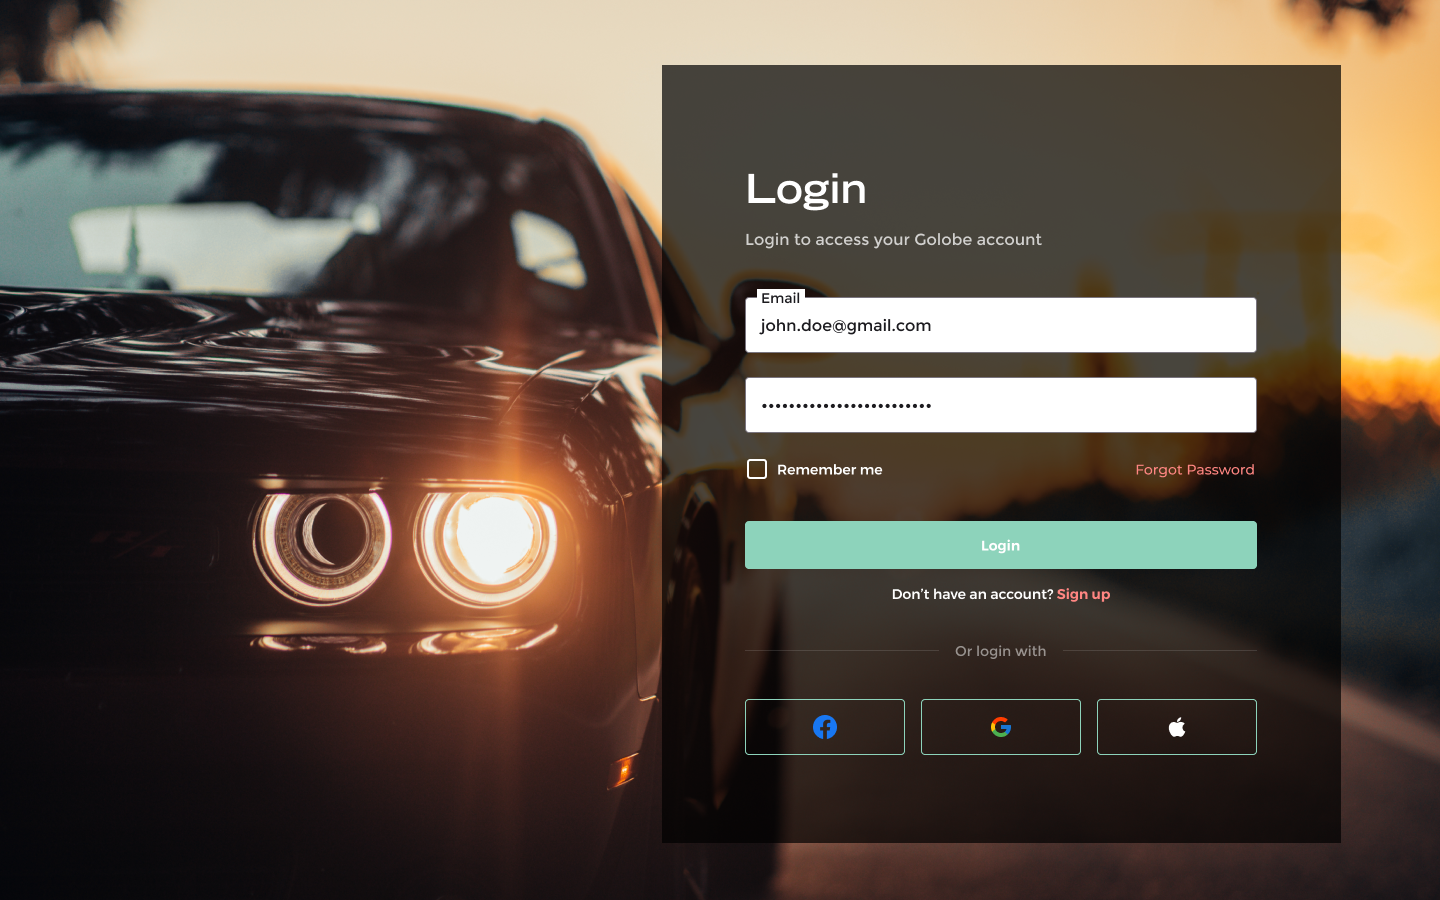 Login
Login to access your Golobe account
Email
john.doe@gmail.com
•••••••••••••••••••••••••
Remember me
Forgot Password
Login
Don't have an account? Sign up
Or login with